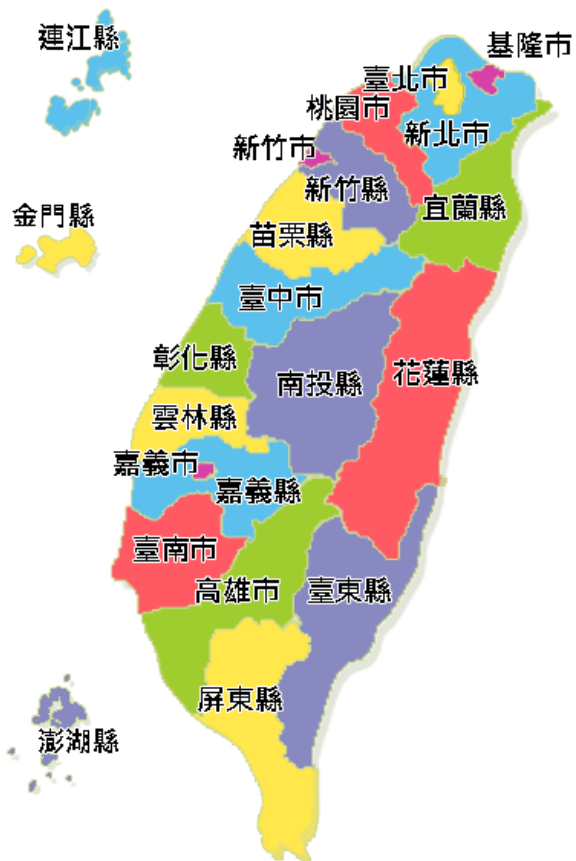 連江縣
基隆市
臺北市
桃園市
新北市
新竹市
新竹縣
宜蘭縣
金門縣
苗栗縣
臺中市
彰化縣
南投縣
花蓮縣
雲林縣
嘉義市
嘉義縣
臺南市
高雄市
臺東縣
屏東縣
澎湖縣